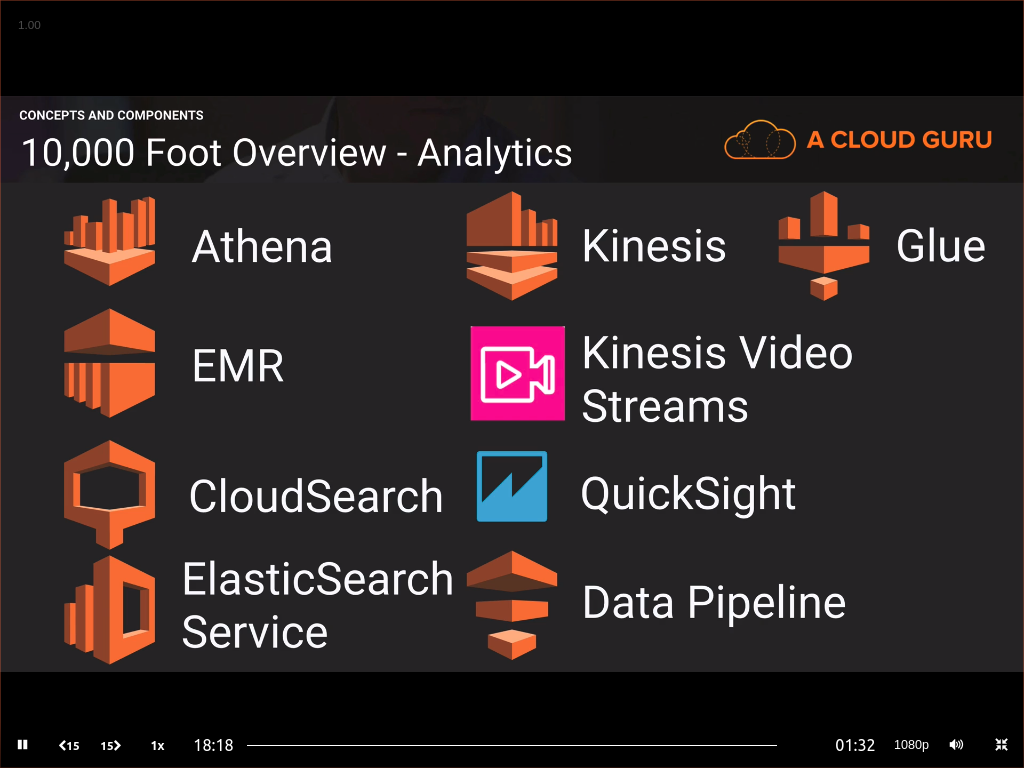 1.00
CONCEPTS AND COMPONENTS
10,000 Foot Overview - Analytics
A CLOUD GURU
Athena
Kinesis
Glue
EMR
Kinesis Video
Streams
CloudSearch
QuickSight
ElasticSearch
Service
Data Pipeline
15
15
1x
18:18
01:32
1080p